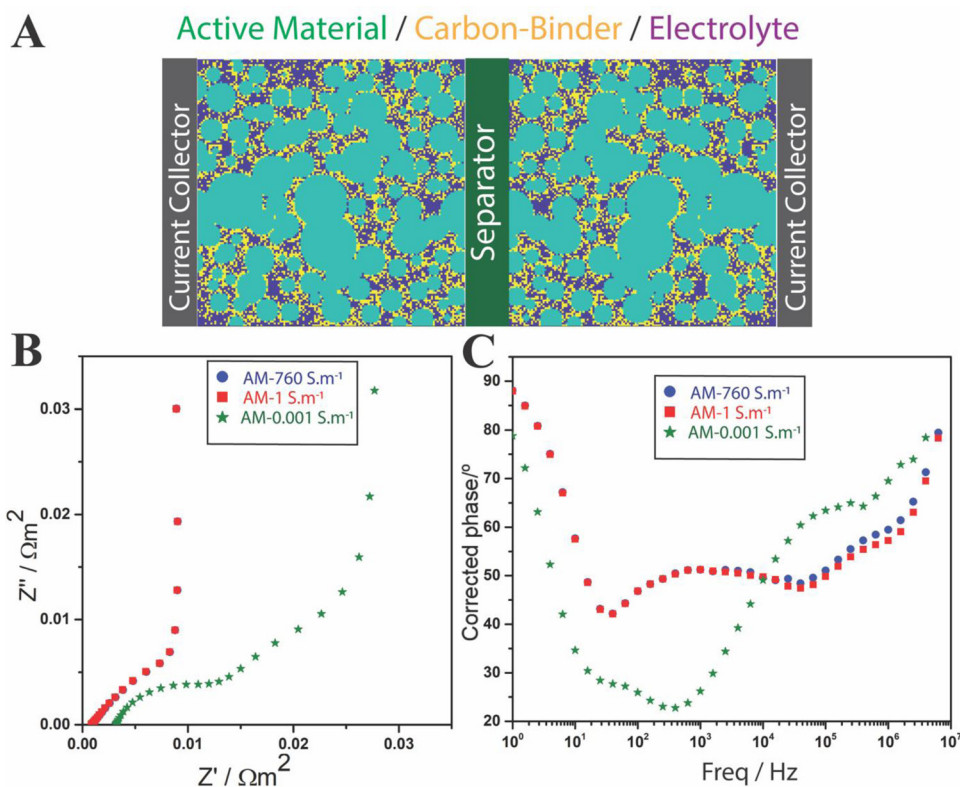 A
Active Material / Carbon-Binder / Electrolyte
Current Collector
Separator
Current Collector
B
AM-760 S.m⁻¹
AM-1 S.m⁻¹
AM-0.001 S.m⁻¹
Z'' / Ωm²
0.03
0.02
0.01
0.00
0.00 0.01 0.02 0.03
Z' / Ωm²
C
AM-760 S.m⁻¹
AM-1 S.m⁻¹
AM-0.001 S.m⁻¹
Corrected phase/º
90
80
70
60
50
40
30
20
10⁰ 10¹ 10² 10³ 10⁴ 10⁵ 10⁶ 10⁷
Freq / Hz